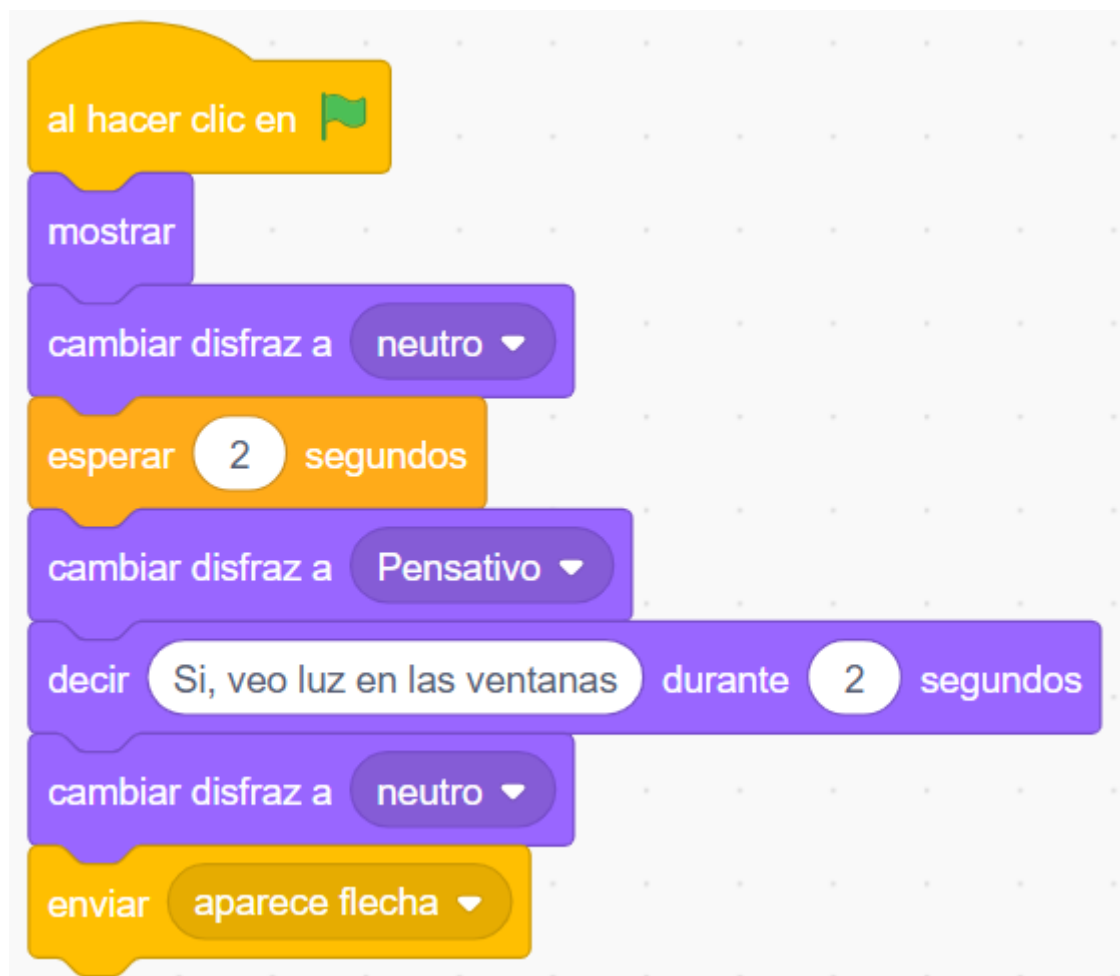 al hacer clic en
mostrar
cambiar disfraz a neutro
esperar 2 segundos
cambiar disfraz a Pensativo
decir Si, veo luz en las ventanas durante 2 segundos
cambiar disfraz a neutro
enviar aparece flecha